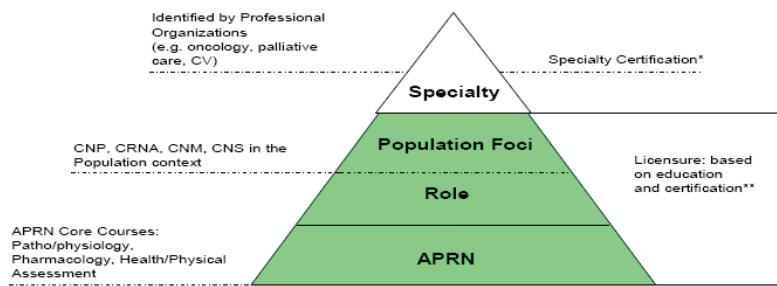 Identified by Professional
Organizations
(e.g. oncology, palliative
care, CV)
Specialty Certification*
Specialty
CNP, CRNA, CNM, CNS in the
Population context
Population Foci
Licensure: based
on education
and certification**
Role
APRN Core Courses:
Patho/physiology,
Pharmacology, Health/Physical
Assessment
APRN